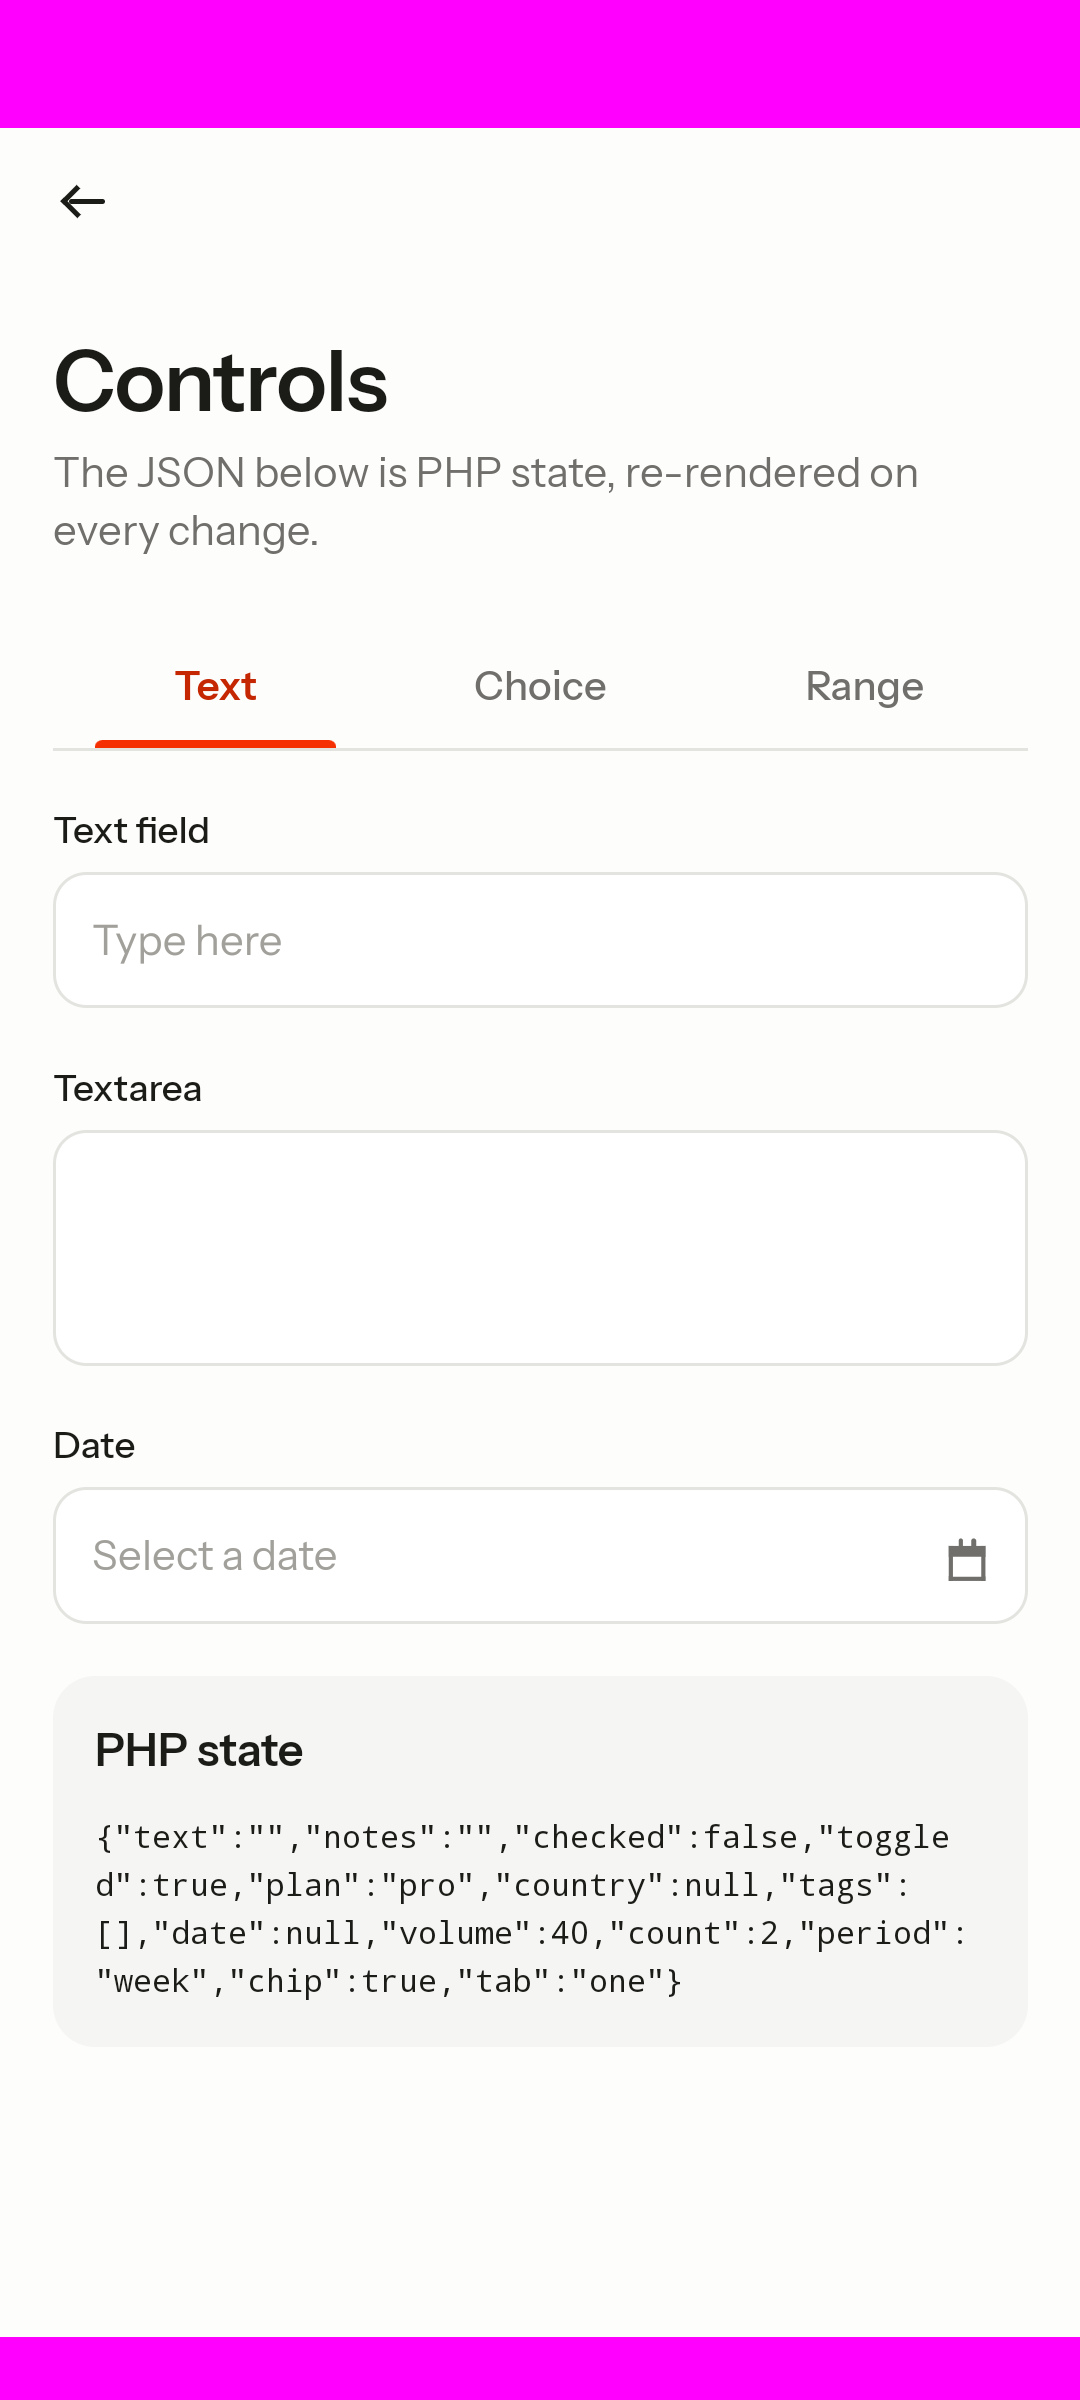 Controls
The JSON below is PHP state, re-rendered on
every change.
Text Choice Range
Text field
Type here
Textarea
Date
Select a date
PHP state
{"text":"","notes":"","checked":false,"toggle
d":true,"plan":"pro","country":null,"tags":
[],"date":null,"volume":40,"count":2,"period":
"week","chip":true,"tab":"one"}